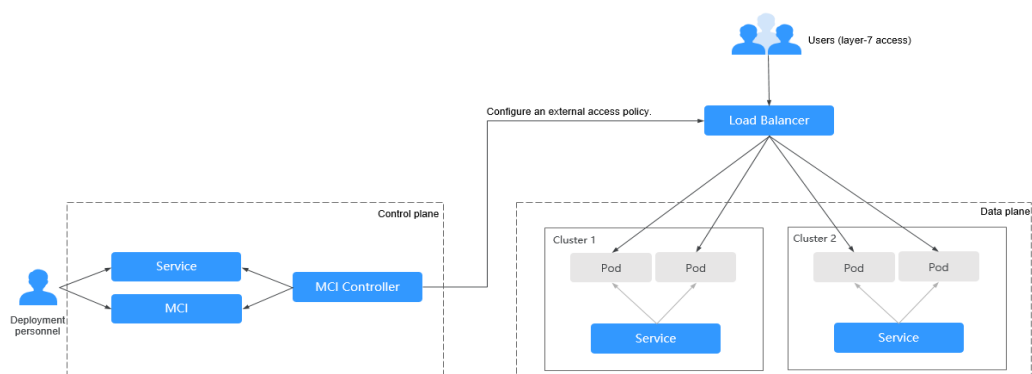 Users (layer-7 access)
Configure an external access policy.
Load Balancer
Control plane
Data plane
Cluster 1
Cluster 2
Service
Pod
Pod
Pod
Pod
MCI Controller
MCI
Deployment
personnel
Service
Service